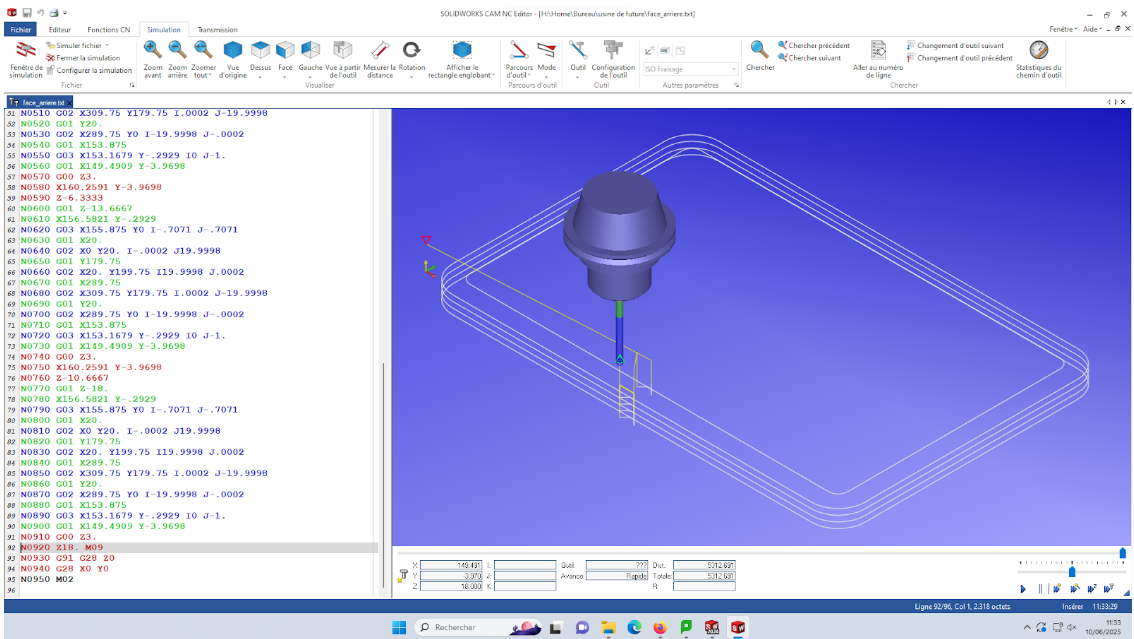 SOLIDWORKS CAM NC Editor - [H:\Home\Bureau\usine de future\face_arriere.txt]
Fichier Éditeur Fonctions CN Simulation Transmission Fenêtre Aide
Fenêtre de simulation
Simuler fichier
Fermer la simulation
Configurer la simulation
Fichier
Zoom avant
Zoom arrière
Zoomer tout
Vue d'origine
Dessus
Face
Gauche
Vue à partir de l'outil
Mesurer la distance
Rotation
Afficher le rectangle englobant
Visualiser
Parcours d'outil
Mode
Parcours d'outil
Outil
Configuration de l'outil
Outil
ISO Fraisage
Autres paramètres
Chercher
Chercher précédent
Chercher suivant
Aller au numéro de ligne
Changement d'outil suivant
Changement d'outil précédent
Chercher
Statistiques du chemin d'outil
face_arriere.txt
51 N0510 G02 X309.75 Y179.75 I.0002 J-19.9998
52 N0520 G01 Y20.
53 N0530 G02 X289.75 Y0 I-19.9998 J-.0002
54 N0540 G01 X153.875
55 N0550 G03 X153.1679 Y-.2929 I0 J-1.
56 N0560 G01 X149.4909 Y-3.9698
57 N0570 G00 Z3.
58 N0580 X160.2591 Y-3.9698
59 N0590 Z-6.3333
60 N0600 G01 Z-13.6667
61 N0610 X156.5821 Y-.2929
62 N0620 G03 X155.875 Y0 I-.7071 J-.7071
63 N0630 G01 X20.
64 N0640 G02 X0 Y20. I-.0002 J19.9998
65 N0650 G01 Y179.75
66 N0660 G02 X20. Y199.75 I19.9998 J.0002
67 N0670 G01 X289.75
68 N0680 G02 X309.75 Y179.75 I.0002 J-19.9998
69 N0690 G01 Y20.
70 N0700 G02 X289.75 Y0 I-19.9998 J-.0002
71 N0710 G01 X153.875
72 N0720 G03 X153.1679 Y-.2929 I0 J-1.
73 N0730 G01 X149.4909 Y-3.9698
74 N0740 G00 Z3.
75 N0750 X160.2591 Y-3.9698
76 N0760 Z-10.6667
77 N0770 G01 Z-18.
78 N0780 X156.5821 Y-.2929
79 N0790 G03 X155.875 Y0 I-.7071 J-.7071
80 N0800 G01 X20.
81 N0810 G02 X0 Y20. I-.0002 J19.9998
82 N0820 G01 Y179.75
83 N0830 G02 X20. Y199.75 I19.9998 J.0002
84 N0840 G01 X289.75
85 N0850 G02 X309.75 Y179.75 I.0002 J-19.9998
86 N0860 G01 Y20.
87 N0870 G02 X289.75 Y0 I-19.9998 J-.0002
88 N0880 G01 X153.875
89 N0890 G03 X153.1679 Y-.2929 I0 J-1.
90 N0900 G01 X149.4909 Y-3.9698
91 N0910 G00 Z3.
92 N0920 Z18. M09
93 N0930 G91 G28 Z0
94 N0940 G28 X0 Y0
95 N0950 M02
96
X: 149.491 I: Outil: ??? Dist.: 5312.691
Y: 3.970 J: Avance: Rapide Totale: 5312.691
Z: 18.000 K: R:
Ligne 92/96, Col 1, 2.318 octets Insérer 11:33:29
Rechercher
11:33
10/06/2025